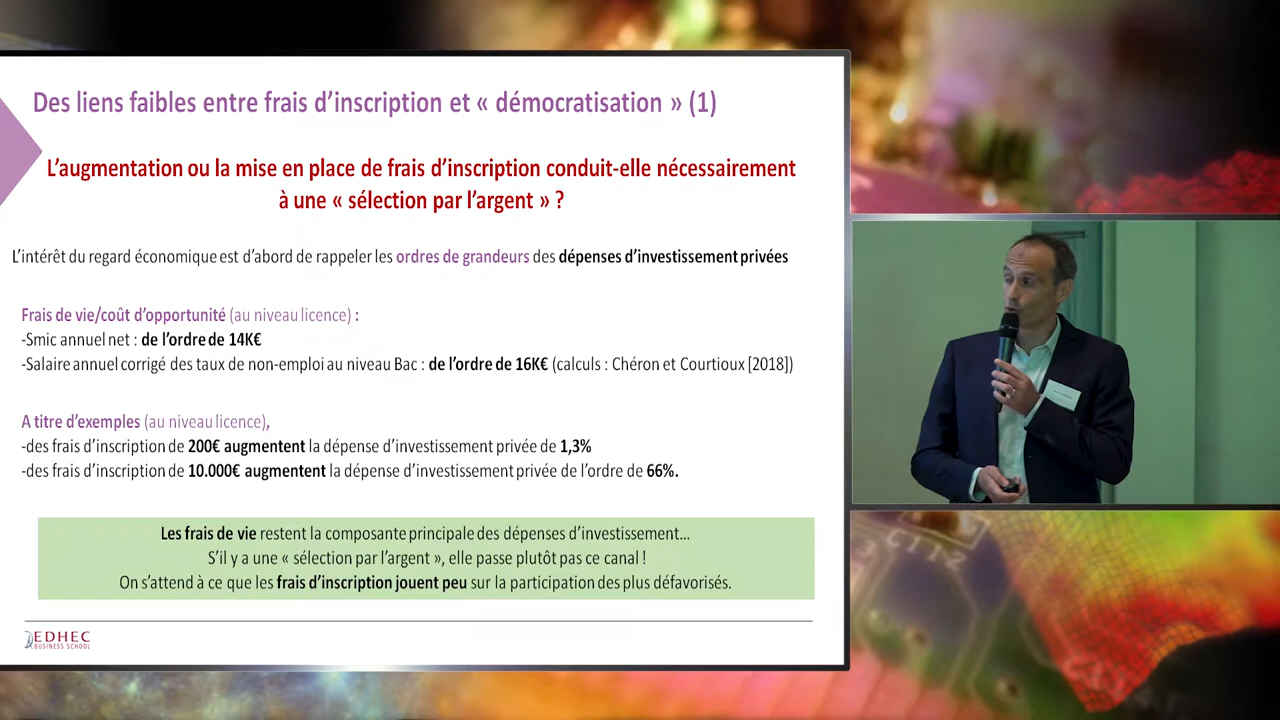 Des liens faibles entre frais d'inscription et « démocratisation » (1)
L'augmentation ou la mise en place de frais d'inscription conduit-elle nécessairement
à une « sélection par l'argent » ?
L'intérêt du regard économique est d'abord de rappeler les ordres de grandeurs des dépenses d'investissement privées
Frais de vie/coût d'opportunité (au niveau licence) :
-Smic annuel net : de l'ordre de 14K€
-Salaire annuel corrigé des taux de non-emploi au niveau Bac : de l'ordre de 16K€ (calculs : Chéron et Courtioux [2018])
A titre d'exemples (au niveau licence),
-des frais d'inscription de 200€ augmentent la dépense d'investissement privée de 1,3%
-des frais d'inscription de 10.000€ augmentent la dépense d'investissement privée de l'ordre de 66%.
Les frais de vie restent la composante principale des dépenses d'investissement...
S'il y a une « sélection par l'argent », elle passe plutôt pas ce canal !
On s'attend à ce que les frais d'inscription jouent peu sur la participation des plus défavorisés.
EDHEC
BUSINESS SCHOOL
C112